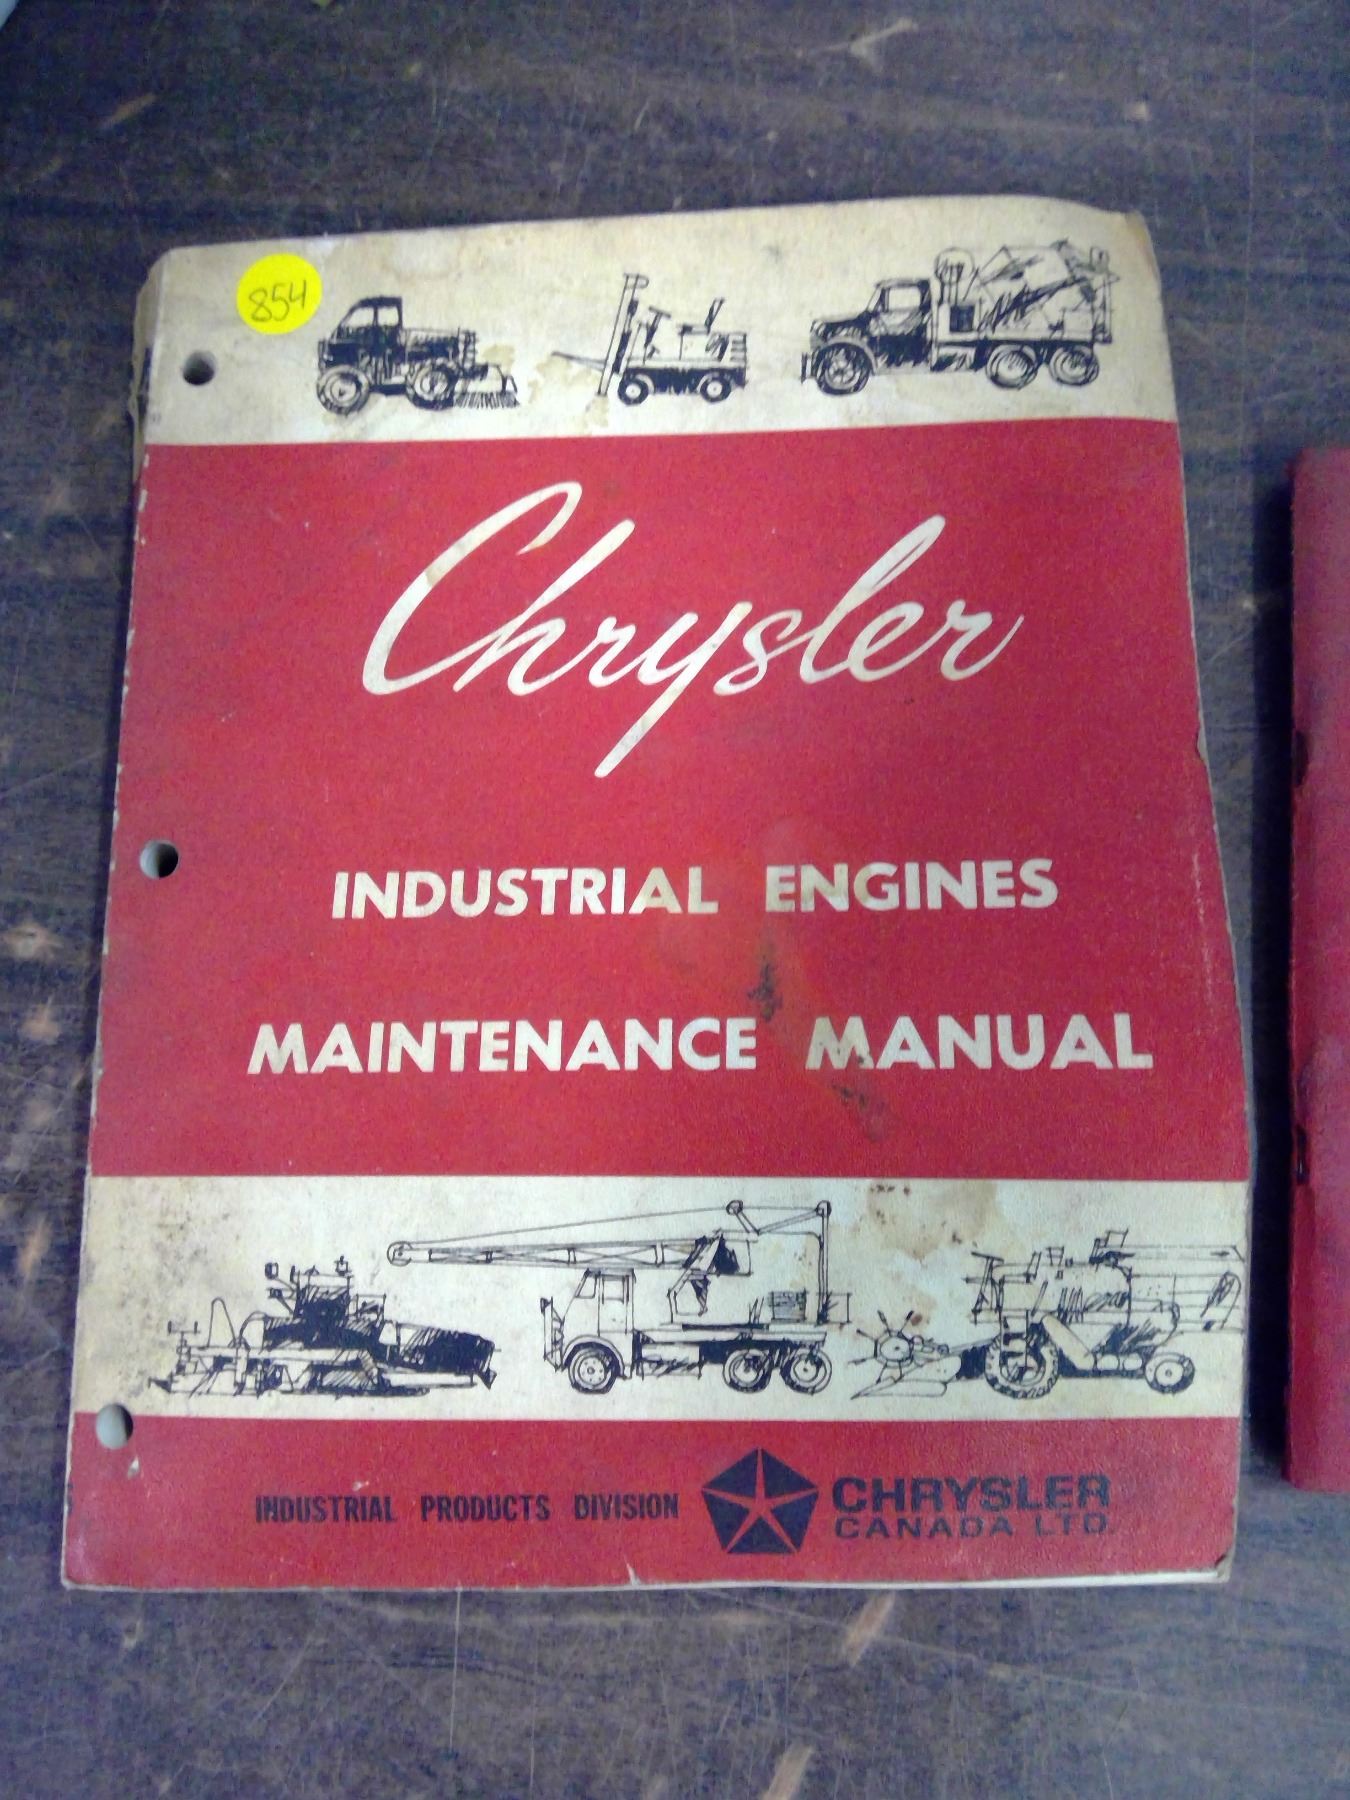 854
Chrysler
INDUSTRIAL ENGINES
MAINTENANCE MANUAL
INDUSTRIAL PRODUCTS DIVISION
CHRYSLER
CANADA LTD.